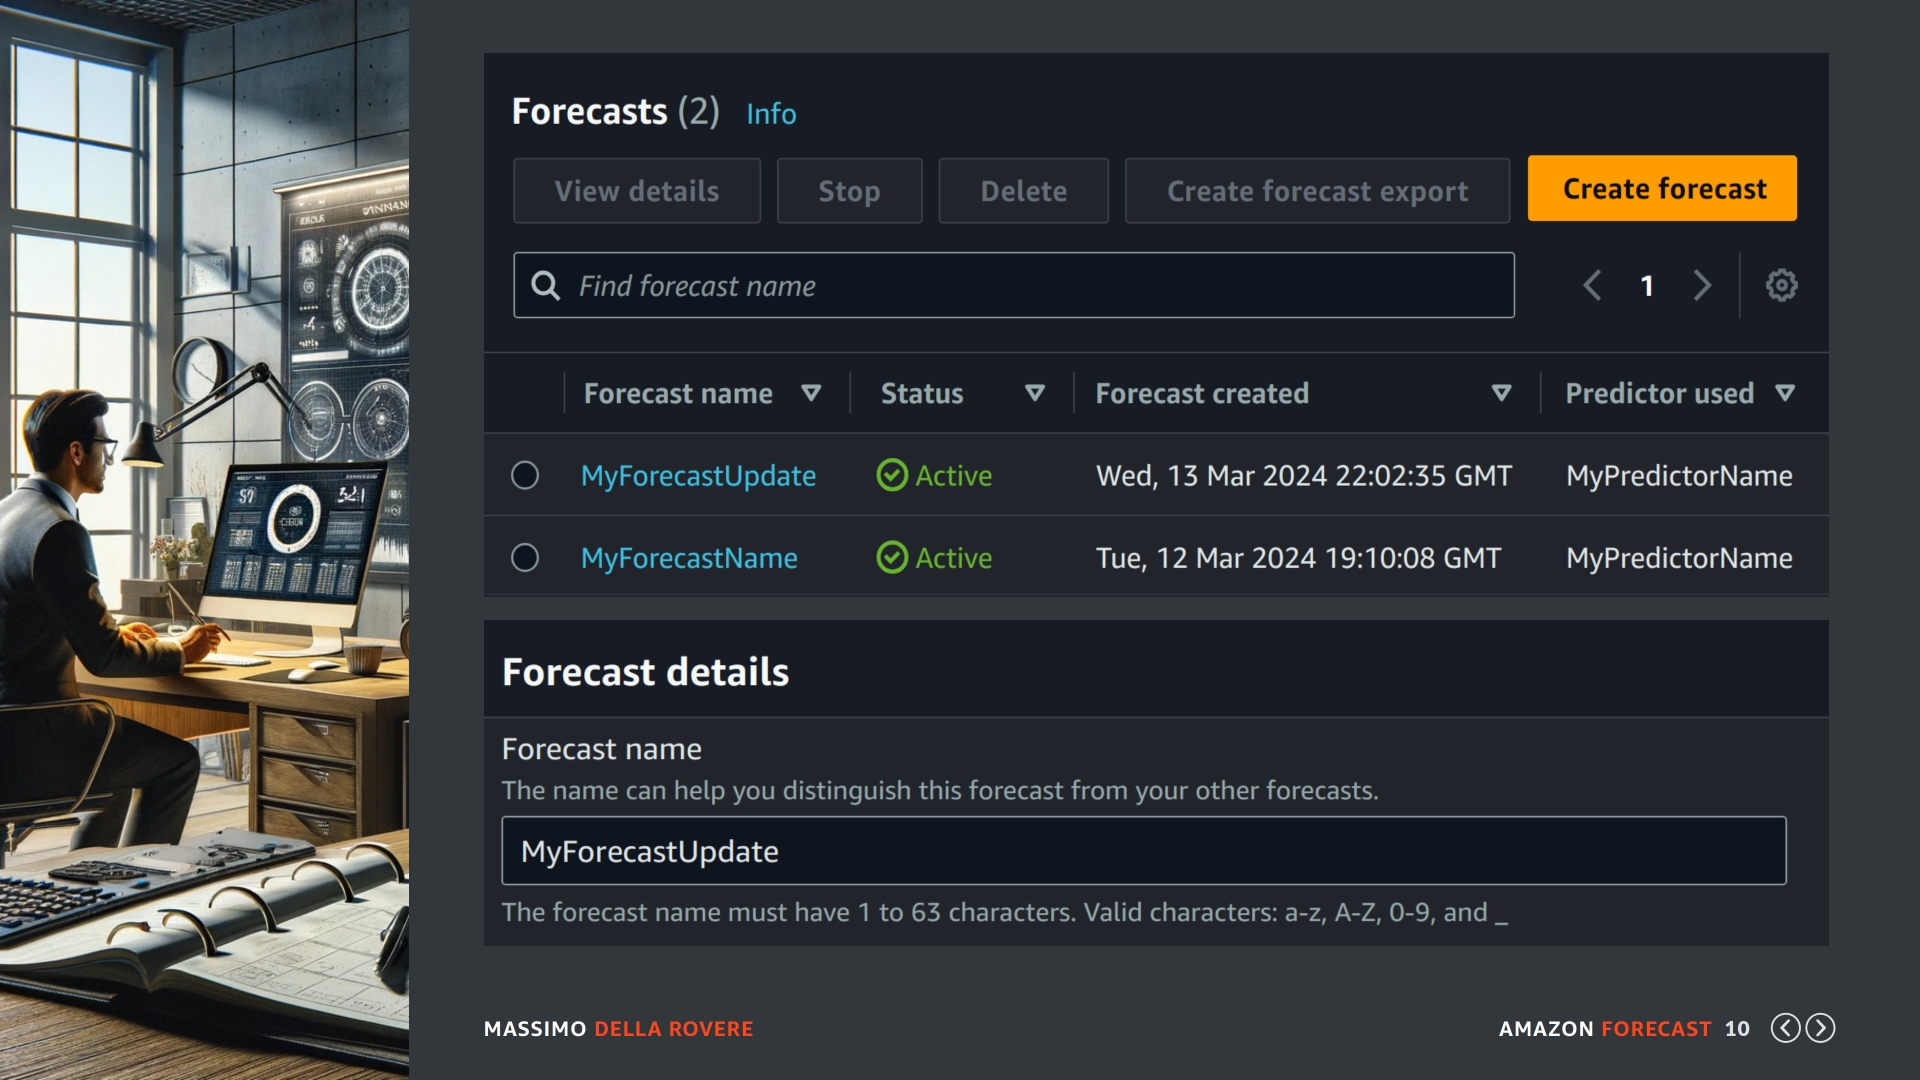 Forecasts (2) Info
View details Stop Delete Create forecast export Create forecast
Find forecast name 1
Forecast name Status Forecast created Predictor used
MyForecastUpdate Active Wed, 13 Mar 2024 22:02:35 GMT MyPredictorName
MyForecastName Active Tue, 12 Mar 2024 19:10:08 GMT MyPredictorName
Forecast details
Forecast name
The name can help you distinguish this forecast from your other forecasts.
MyForecastUpdate
The forecast name must have 1 to 63 characters. Valid characters: a-z, A-Z, 0-9, and _
MASSIMO DELLA ROVERE AMAZON FORECAST 10